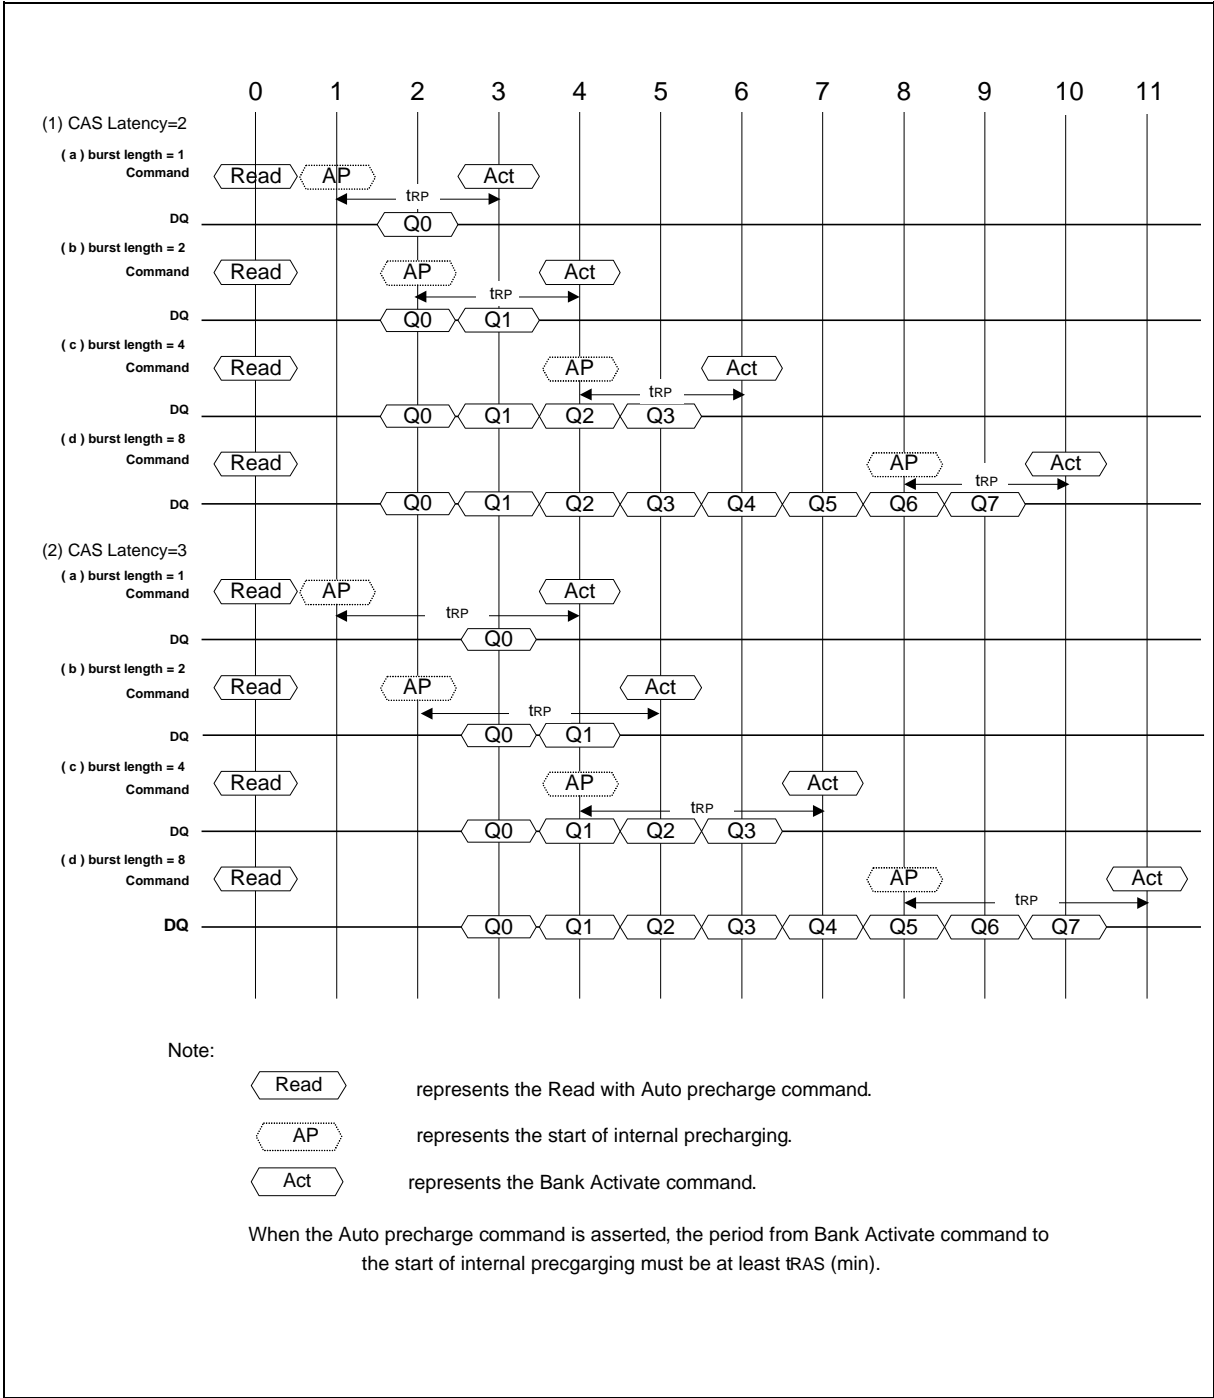 0 1 2 3 4 5 6 7 8 9 10 11
(1) CAS Latency=2
( a ) burst length = 1
Command Read AP Act
tRP
DQ Q0
( b ) burst length = 2
Command Read AP Act
tRP
DQ Q0 Q1
( c ) burst length = 4
Command Read AP Act
tRP
DQ Q0 Q1 Q2 Q3
( d ) burst length = 8
Command Read AP Act
tRP
DQ Q0 Q1 Q2 Q3 Q4 Q5 Q6 Q7
(2) CAS Latency=3
( a ) burst length = 1
Command Read AP Act
tRP
DQ Q0
( b ) burst length = 2
Command Read AP Act
tRP
DQ Q0 Q1
( c ) burst length = 4
Command Read AP Act
tRP
DQ Q0 Q1 Q2 Q3
( d ) burst length = 8
Command Read AP Act
tRP
DQ Q0 Q1 Q2 Q3 Q4 Q5 Q6 Q7
Note:
Read represents the Read with Auto precharge command.
AP represents the start of internal precharging.
Act represents the Bank Activate command.
When the Auto precharge command is asserted, the period from Bank Activate command to
the start of internal precgarging must be at least tRAS (min).